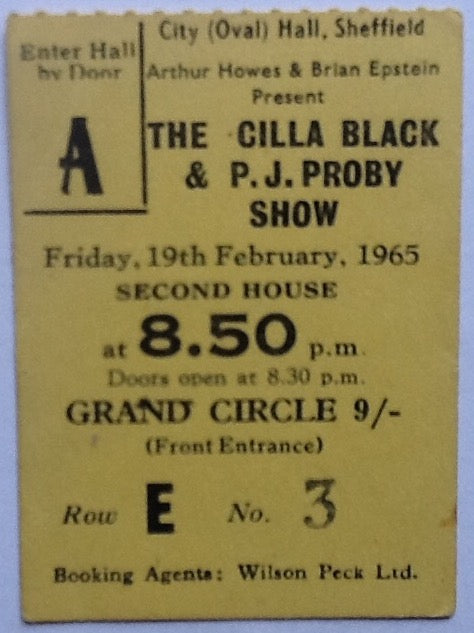 Enter Hall
by Door
A
City (Oval) Hall, Sheffield
Arthur Howes & Brian Epstein
Present
THE CILLA BLACK
& P.J. PROBY
SHOW
Friday, 19th February, 1965
SECOND HOUSE
at 8.50 p.m.
Doors open at 8.30 p.m.
GRAND CIRCLE 9/-
(Front Entrance)
Row E No. 3
Booking Agents: Wilson Peck Ltd.